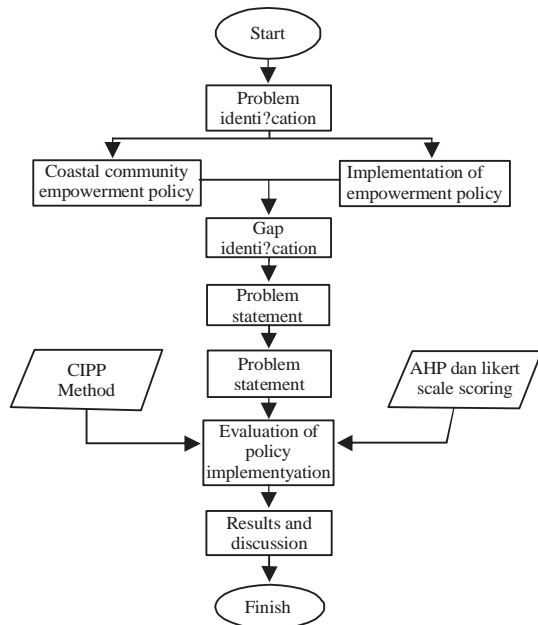 Start
Problem
identi?cation
Coastal community
empowerment policy
Implementation of
empowerment policy
Gap
identi?cation
Problem
statement
Problem
statement
CIPP
Method
AHP dan likert
scale scoring
Evaluation of
policy
implementyation
Results and
discussion
Finish